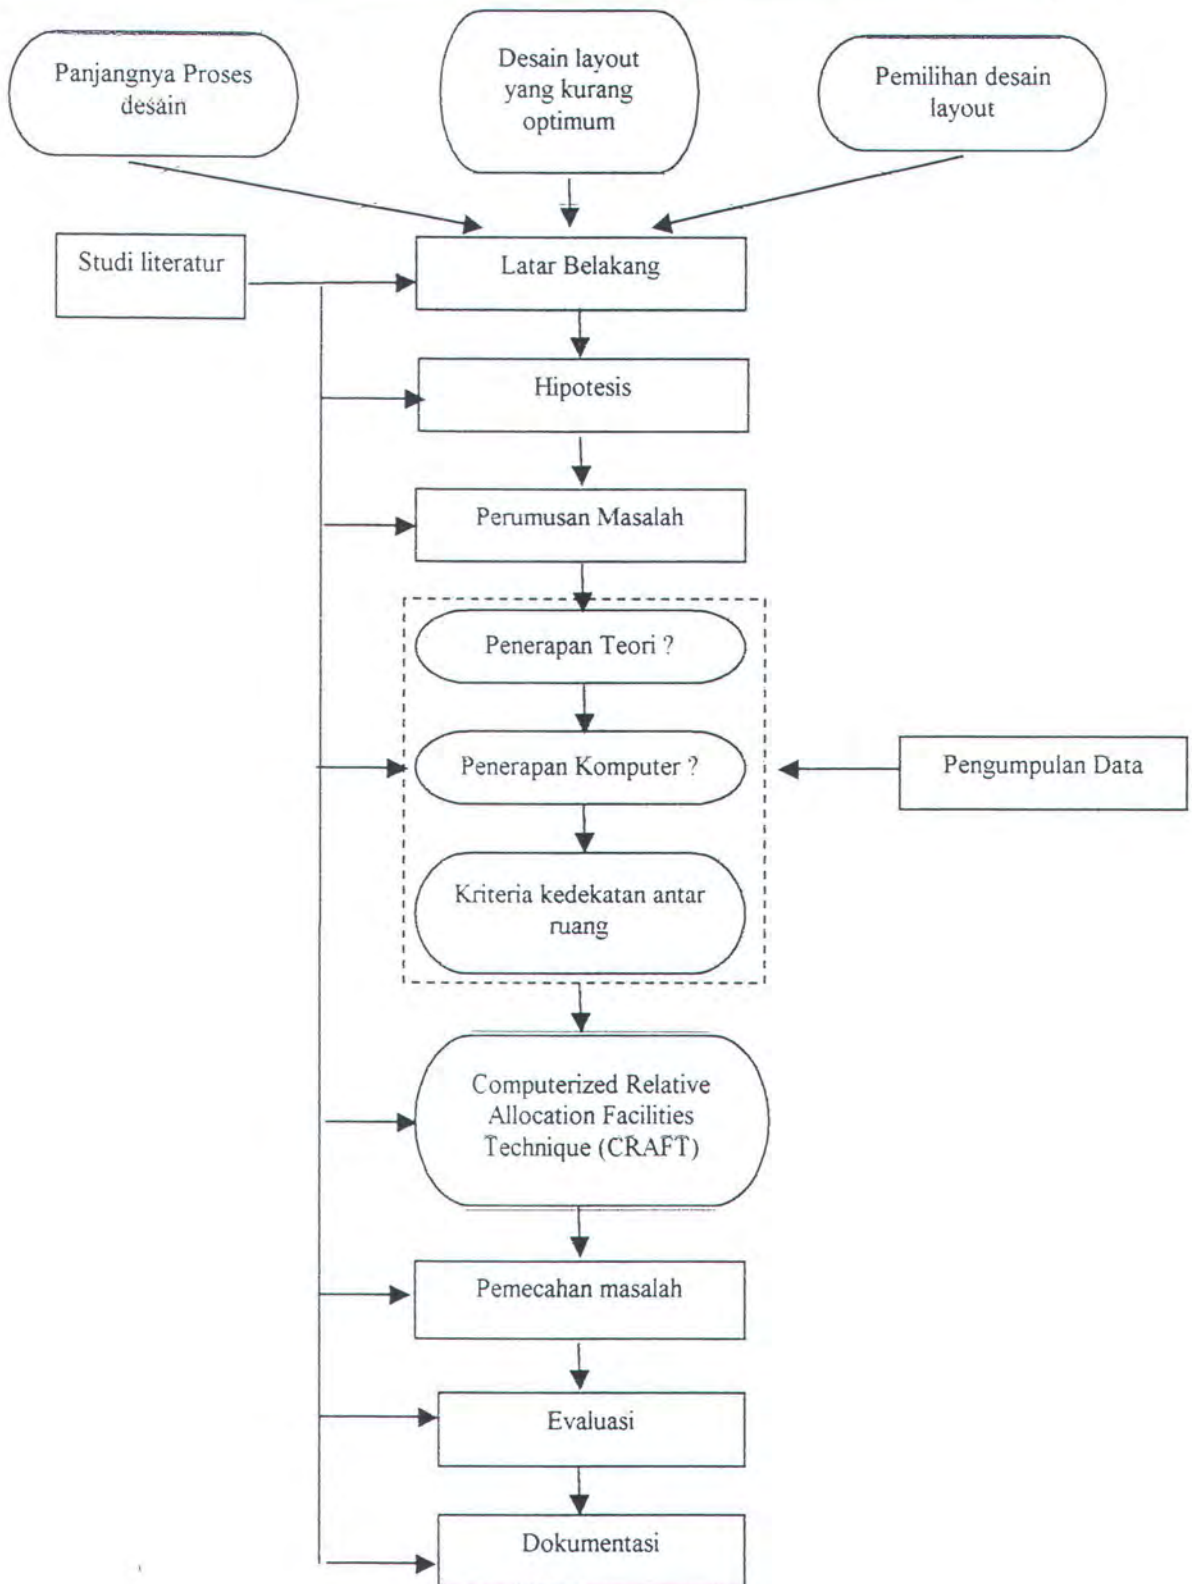 Panjangnya Proses
desain
Desain layout
yang kurang
optimum
Pemilihan desain
layout
Studi literatur
Latar Belakang
Hipotesis
Perumusan Masalah
Penerapan Teori ?
Penerapan Komputer ?
Pengumpulan Data
Kriteria kedekatan antar
ruang
Computerized Relative
Allocation Facilities
Technique (CRAFT)
Pemecahan masalah
Evaluasi
Dokumentasi